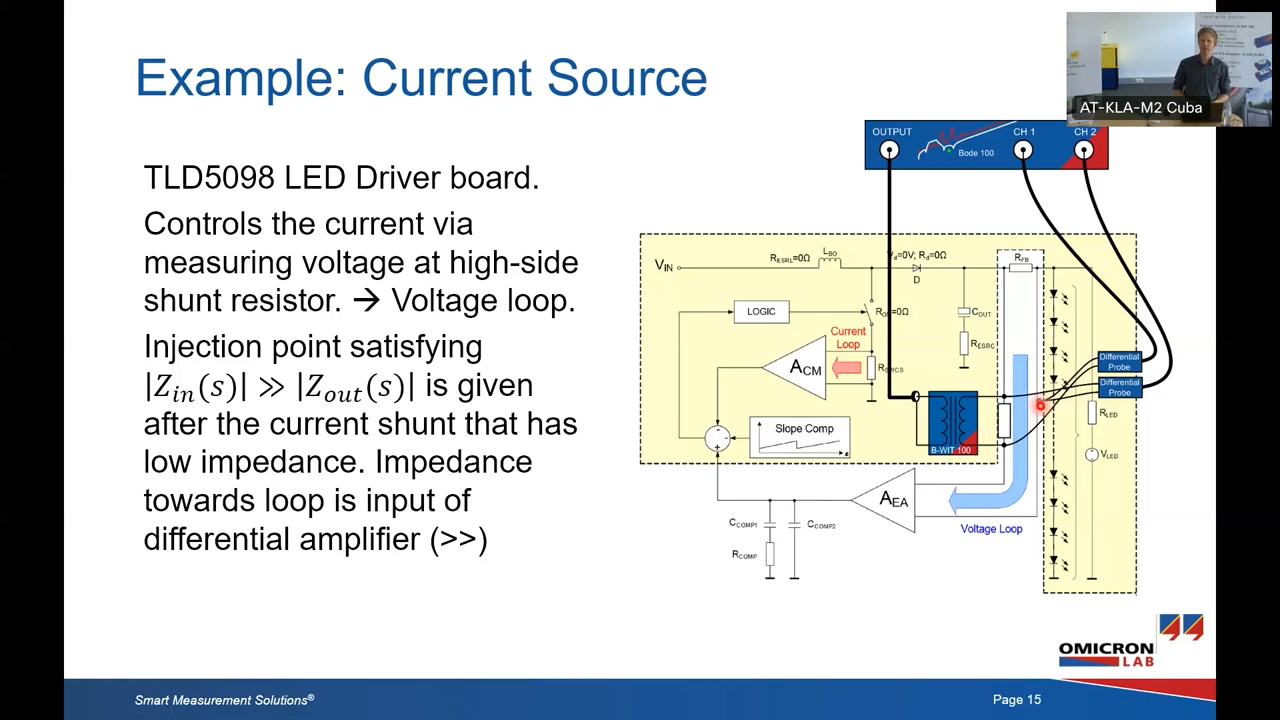 Example: Current Source
AT-KLA-M2 Cuba
OUTPUT
Bode 100
CH 1
CH 2
TLD5098 LED Driver board.
Controls the current via
measuring voltage at high-side
shunt resistor. → Voltage loop.
Injection point satisfying
|Z_in(s)| ≫ |Z_out(s)| is given
after the current shunt that has
low impedance. Impedance
towards loop is input of
differential amplifier (>>)
V_IN
R_ESRL=0Ω
L_BO
V_d=0V; R_d=0Ω
D
R_FB
LOGIC
C_OUT
R_ESRC
Current
Loop
A_CM
R_SWCS
Differential
Probe
Differential
Probe
R_LED
V_LED
Slope Comp
B-WIT 100
A_EA
Voltage Loop
C_COMP1
C_COMP2
R_COMP
OMICRON
LAB
Smart Measurement Solutions®
Page 15